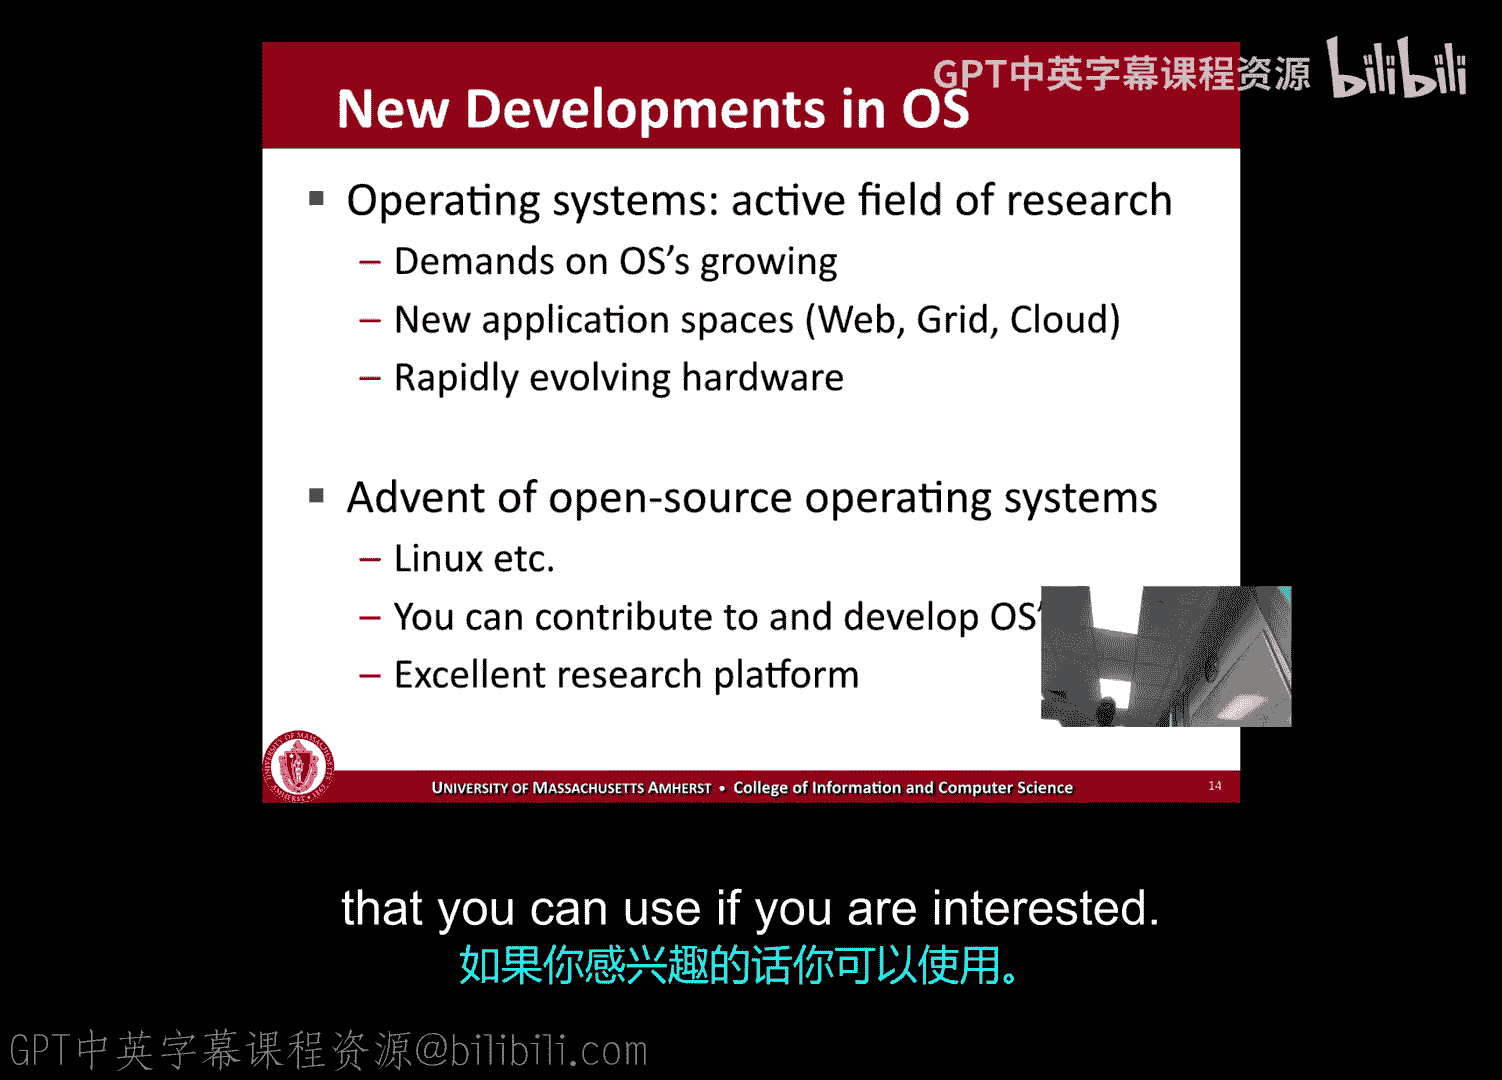 GPT中英字幕课程资源 bilibili
New Developments in OS
▪ Operating systems: active field of research
– Demands on OS's growing
– New application spaces (Web, Grid, Cloud)
– Rapidly evolving hardware
▪ Advent of open-source operating systems
– Linux etc.
– You can contribute to and develop OS'
– Excellent research platform
UNIVERSITY OF MASSACHUSETTS AMHERST • College of Information and Computer Science 14
that you can use if you are interested.
如果你感兴趣的话你可以使用。
GPT中英字幕课程资源@bilibili.com